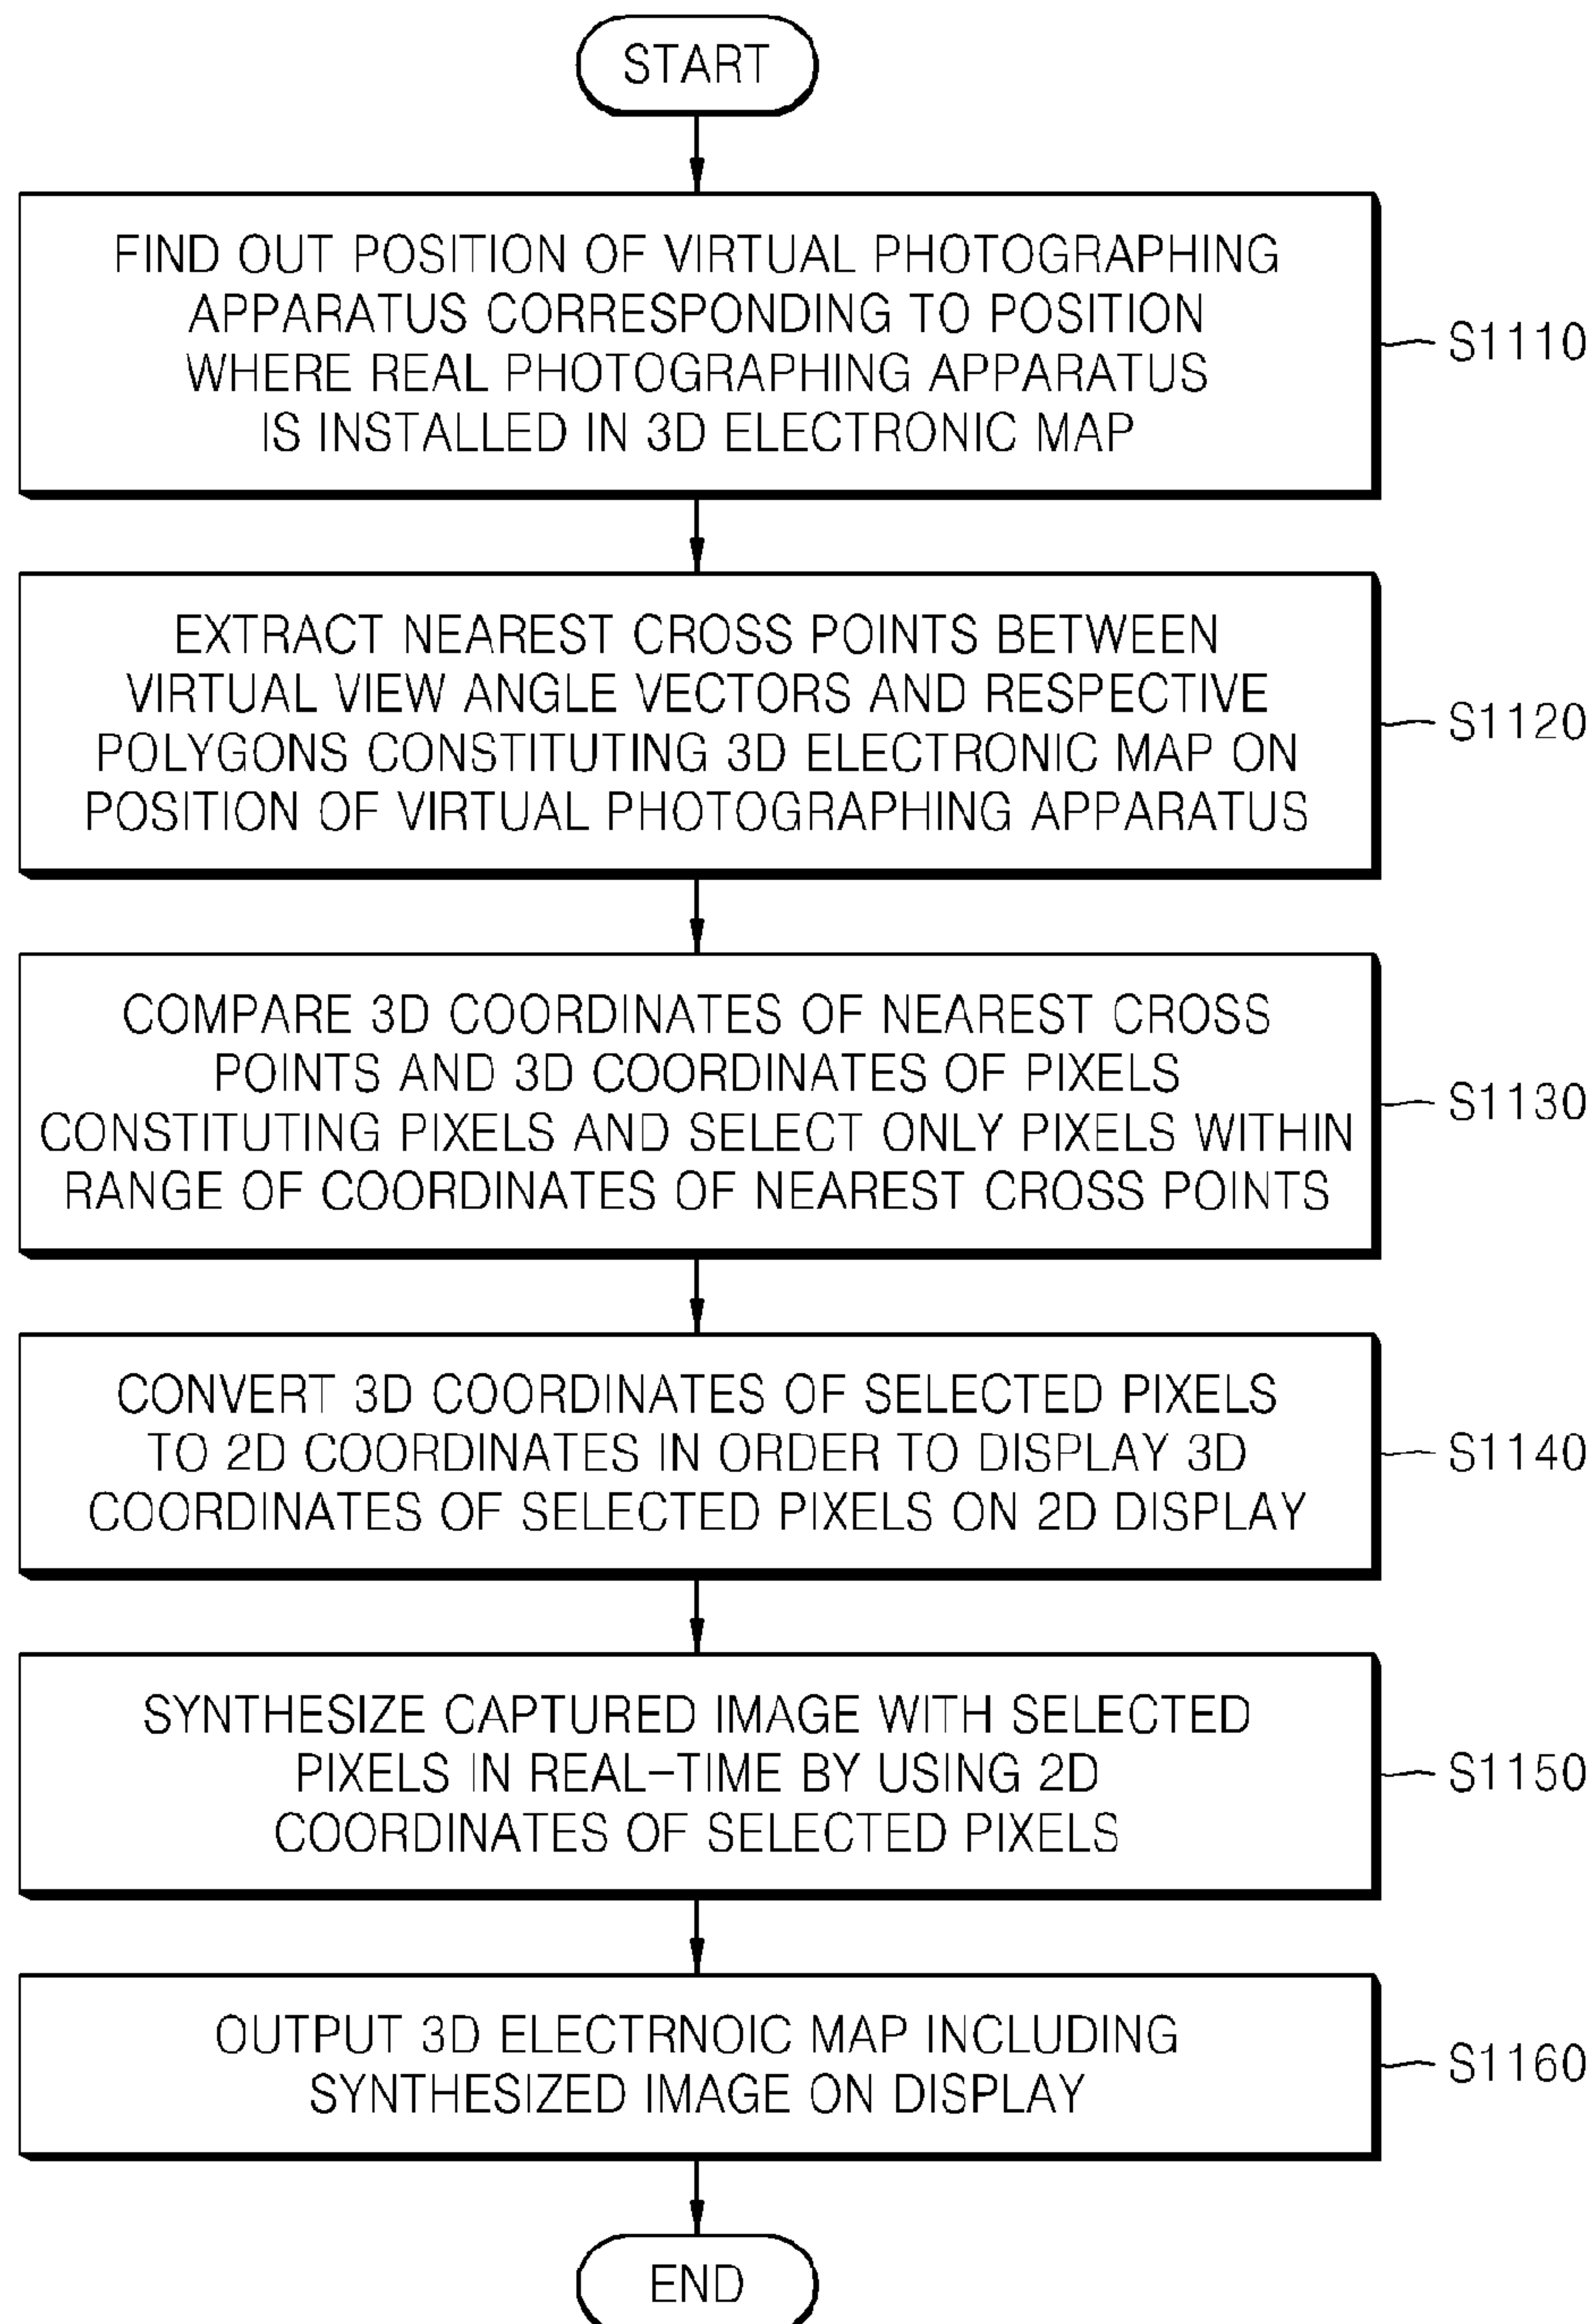 START
FIND OUT POSITION OF VIRTUAL PHOTOGRAPHING
APPARATUS CORRESPONDING TO POSITION
WHERE REAL PHOTOGRAPHING APPARATUS
IS INSTALLED IN 3D ELECTRONIC MAP
S1110
EXTRACT NEAREST CROSS POINTS BETWEEN
VIRTUAL VIEW ANGLE VECTORS AND RESPECTIVE
POLYGONS CONSTITUTING 3D ELECTRONIC MAP ON
POSITION OF VIRTUAL PHOTOGRAPHING APPARATUS
S1120
COMPARE 3D COORDINATES OF NEAREST CROSS
POINTS AND 3D COORDINATES OF PIXELS
CONSTITUTING PIXELS AND SELECT ONLY PIXELS WITHIN
RANGE OF COORDINATES OF NEAREST CROSS POINTS
S1130
CONVERT 3D COORDINATES OF SELECTED PIXELS
TO 2D COORDINATES IN ORDER TO DISPLAY 3D
COORDINATES OF SELECTED PIXELS ON 2D DISPLAY
S1140
SYNTHESIZE CAPTURED IMAGE WITH SELECTED
PIXELS IN REAL-TIME BY USING 2D
COORDINATES OF SELECTED PIXELS
S1150
OUTPUT 3D ELECTRNOIC MAP INCLUDING
SYNTHESIZED IMAGE ON DISPLAY
S1160
END